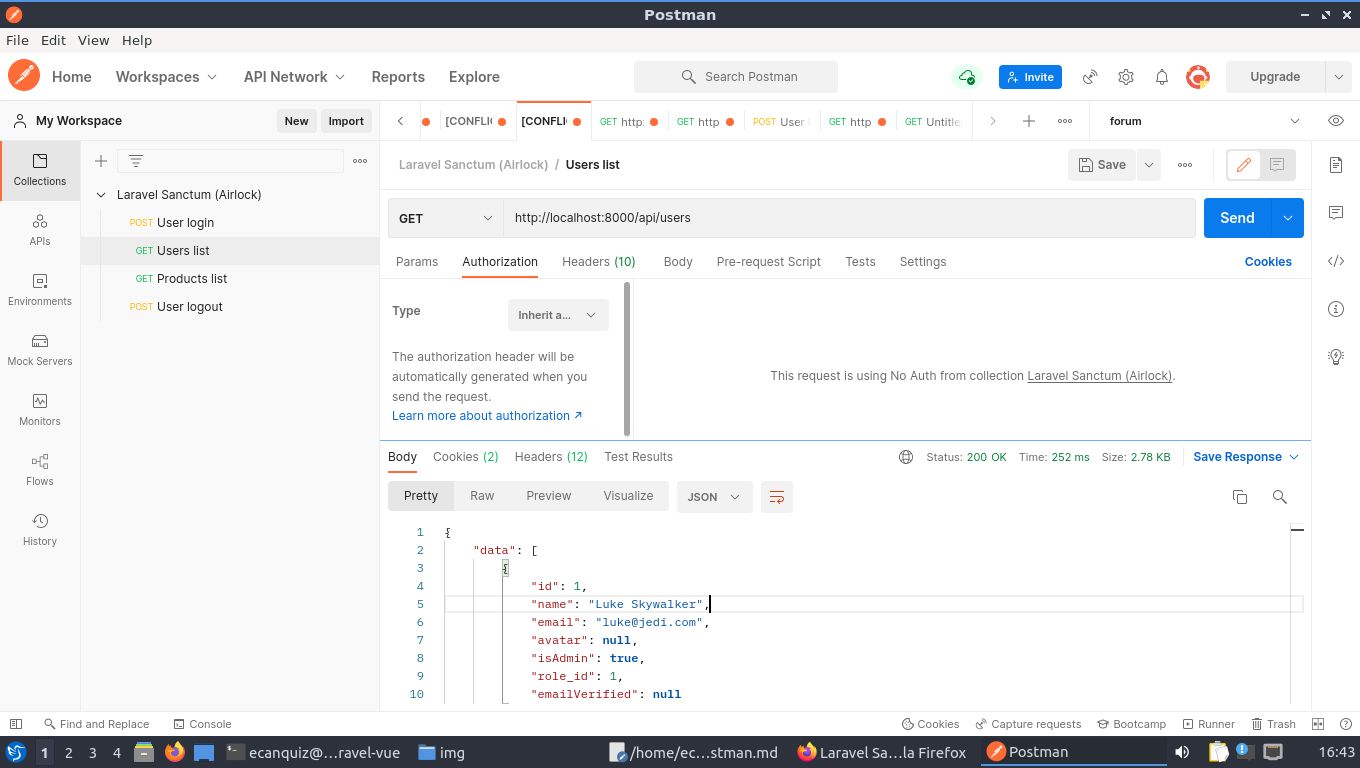 Postman
File Edit View Help
Home Workspaces API Network Reports Explore Search Postman Invite Upgrade
My Workspace New Import
[CONFLI [CONFLI GET http: GET http POST User GET http GET Untitle forum
Collections
APIs
Environments
Mock Servers
Monitors
Flows
History
Laravel Sanctum (Airlock)
POST User login
GET Users list
GET Products list
POST User logout
Laravel Sanctum (Airlock) / Users list Save
GET http://localhost:8000/api/users Send
Params Authorization Headers (10) Body Pre-request Script Tests Settings Cookies
Type Inherit a...
The authorization header will be
automatically generated when you
send the request.
Learn more about authorization ↗
This request is using No Auth from collection Laravel Sanctum (Airlock).
Body Cookies (2) Headers (12) Test Results Status: 200 OK Time: 252 ms Size: 2.78 KB Save Response
Pretty Raw Preview Visualize JSON
1 {
2 "data": [
3 {
4 "id": 1,
5 "name": "Luke Skywalker",
6 "email": "luke@jedi.com",
7 "avatar": null,
8 "isAdmin": true,
9 "role_id": 1,
10 "emailVerified": null
Find and Replace Console Cookies Capture requests Bootcamp Runner Trash
1 2 3 4 ecanquiz@...ravel-vue img /home/ec...stman.md Laravel Sa...la Firefox Postman 16:43